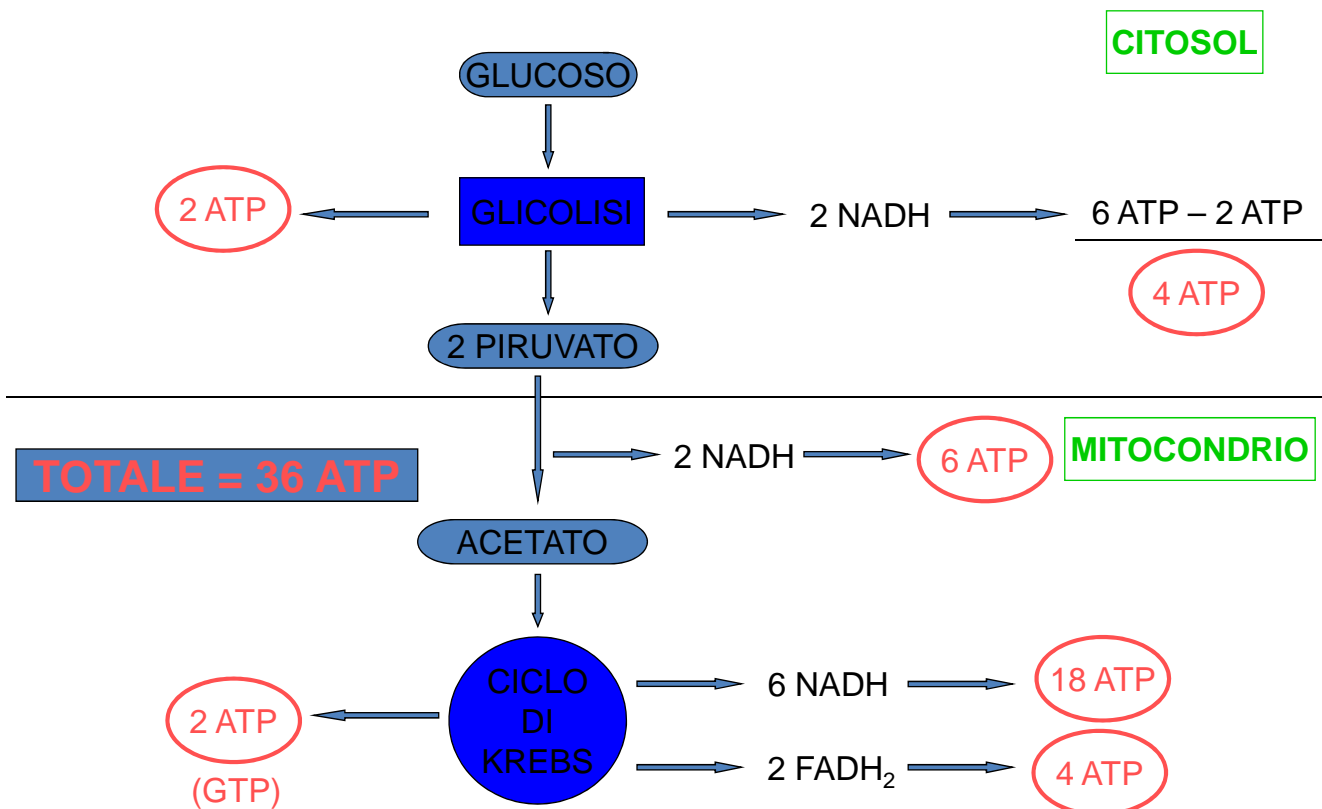 CITOSOL
GLUCOSO
2 ATP
GLICOLISI
2 NADH
6 ATP – 2 ATP
4 ATP
2 PIRUVATO
TOTALE = 36 ATP
2 NADH
6 ATP
MITOCONDRIO
ACETATO
CICLO
DI
KREBS
6 NADH
18 ATP
2 ATP
(GTP)
2 FADH₂
4 ATP